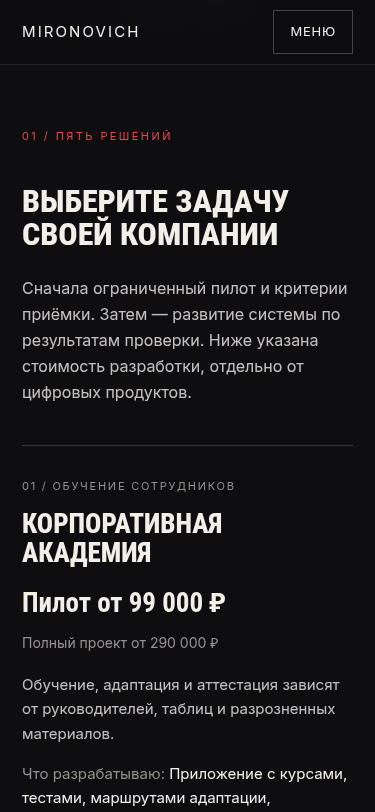 MIRONOVICH
МЕНЮ
01 / ПЯТЬ РЕШЕНИЙ
ВЫБЕРИТЕ ЗАДАЧУ
СВОЕЙ КОМПАНИИ
Сначала ограниченный пилот и критерии
приёмки. Затем — развитие системы по
результатам проверки. Ниже указана
стоимость разработки, отдельно от
цифровых продуктов.
01 / ОБУЧЕНИЕ СОТРУДНИКОВ
КОРПОРАТИВНАЯ
АКАДЕМИЯ
Пилот от 99 000 ₽
Полный проект от 290 000 ₽
Обучение, адаптация и аттестация зависят
от руководителей, таблиц и разрозненных
материалов.
Что разрабатываю: Приложение с курсами,
тестами, маршрутами адаптации,